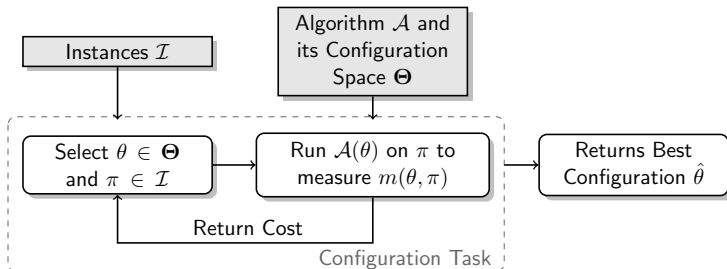 Instances 𝓘
Algorithm 𝒜 and
its Configuration
Space Θ
Select θ ∈ Θ
and π ∈ 𝓘
Run 𝒜(θ) on π to
measure m(θ, π)
Returns Best
Configuration θ̂
Return Cost
Configuration Task